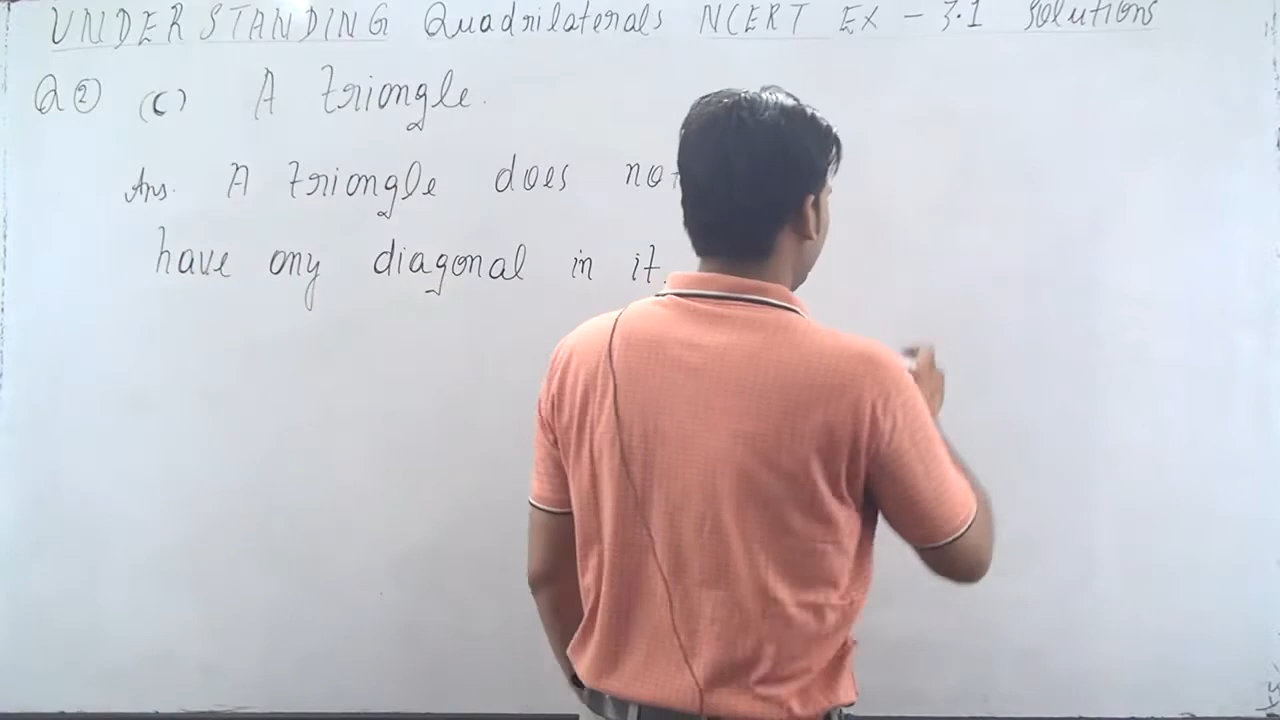 UNDERSTANDING Quadrilaterals NCERT EX - 3.1 Solutions
Q② (c) A triangle.
Ans. A triangle does not
have any diagonal in it.